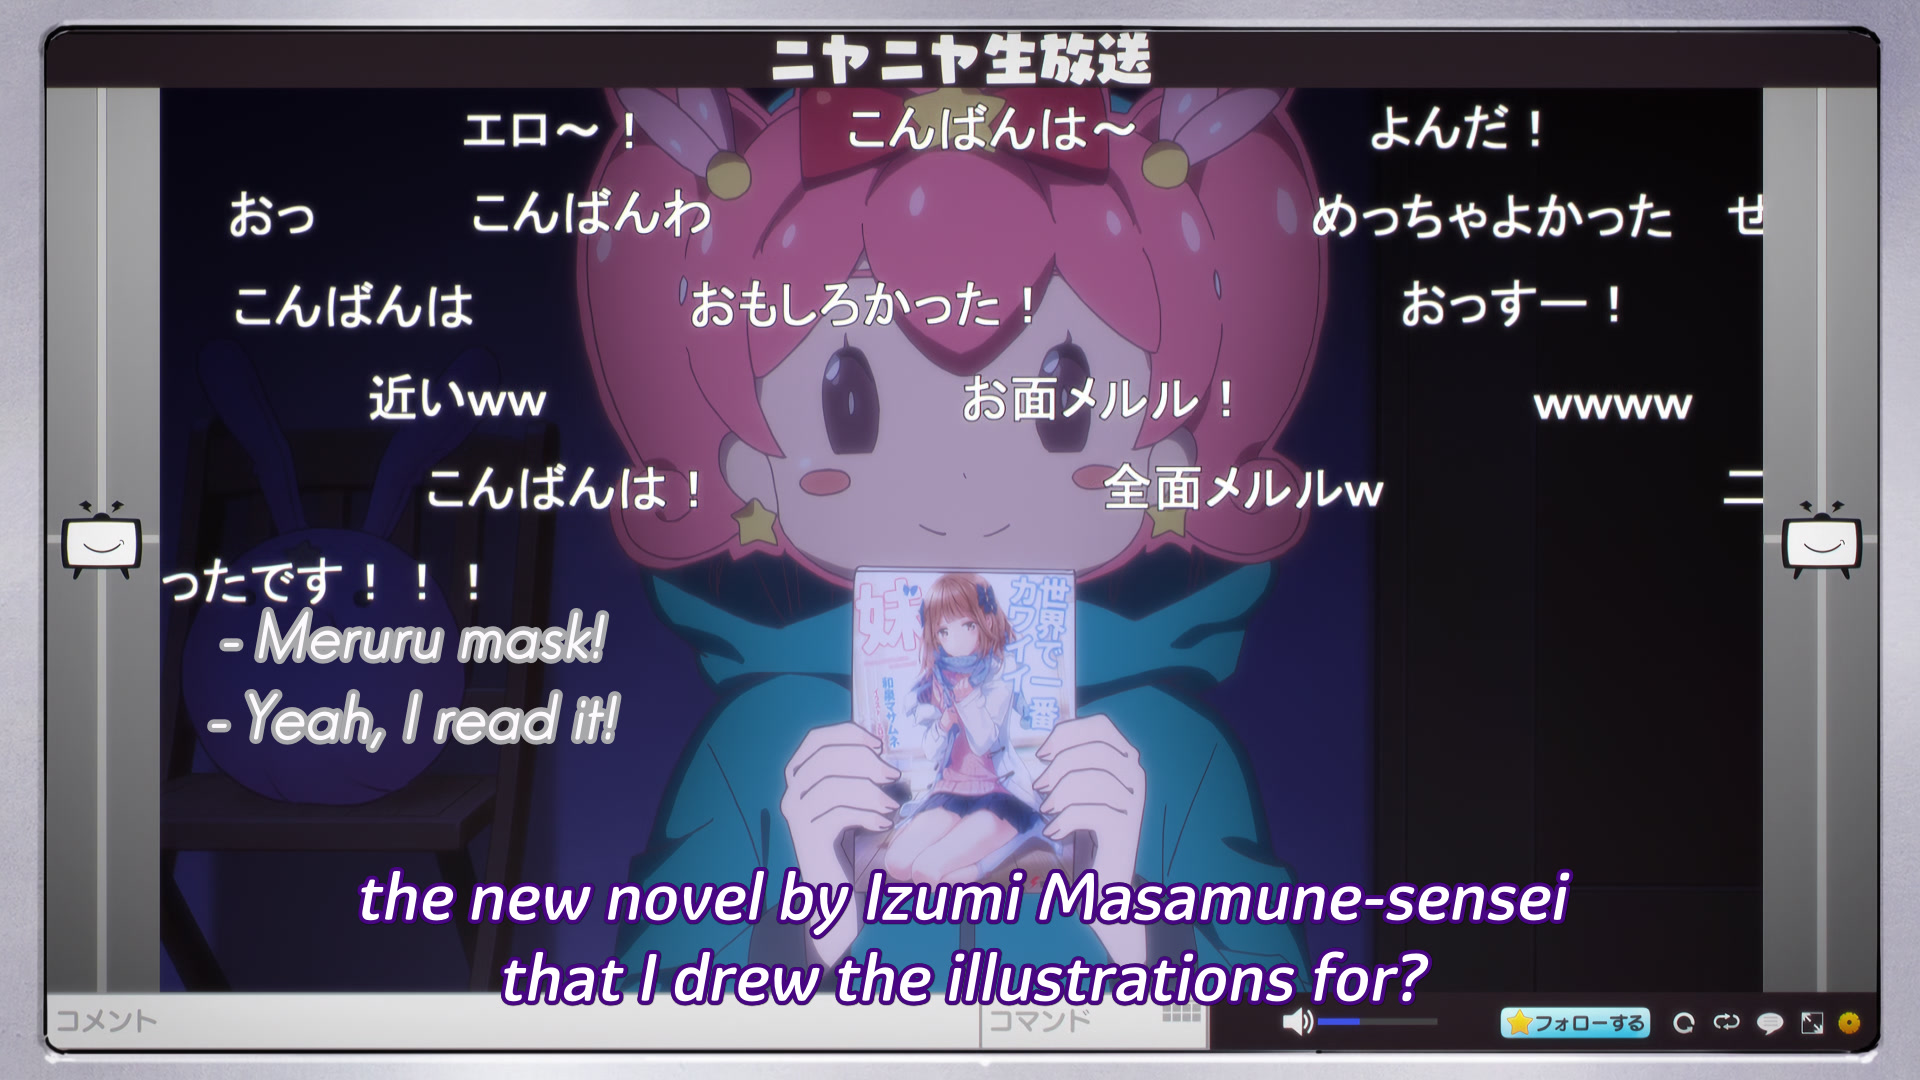 ニヤニヤ生放送
エロ～！
こんばんは～
よんだ！
おっ
こんばんわ
めっちゃよかった
せ
こんばんは
おもしろかった！
おっすー！
近いww
お面メルル！
wwww
こんばんは！
全面メルルw
ったです！！！
- Meruru mask!
- Yeah, I read it!
世界で一番
カワイイ
妹
和泉マサムネ
イラスト
the new novel by Izumi Masamune-sensei
that I drew the illustrations for?
コメント
コマンド
フォローする